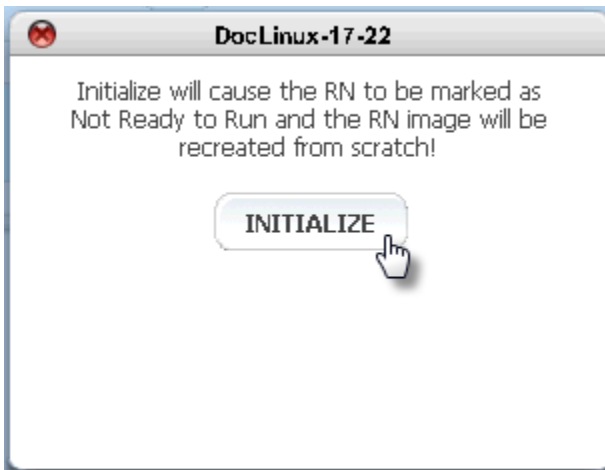 DocLinux-17-22
Initialize will cause the RN to be marked as
Not Ready to Run and the RN image will be
recreated from scratch!
INITIALIZE